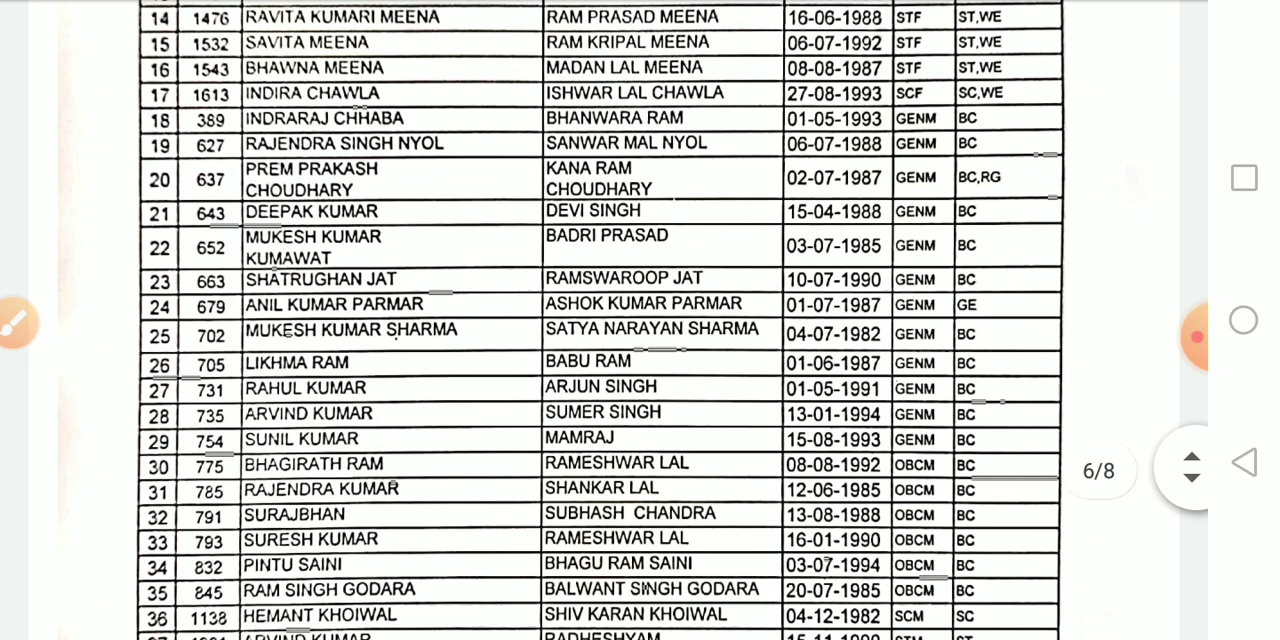 14 1476 RAVITA KUMARI MEENA RAM PRASAD MEENA 16-06-1988 STF ST,WE
15 1532 SAVITA MEENA RAM KRIPAL MEENA 06-07-1992 STF ST,WE
16 1543 BHAWNA MEENA MADAN LAL MEENA 08-08-1987 STF ST,WE
17 1613 INDIRA CHAWLA ISHWAR LAL CHAWLA 27-08-1993 SCF SC,WE
18 389 INDRARAJ CHHABA BHANWARA RAM 01-05-1993 GENM BC
19 627 RAJENDRA SINGH NYOL SANWAR MAL NYOL 06-07-1988 GENM BC
20 637 PREM PRAKASH CHOUDHARY KANA RAM CHOUDHARY 02-07-1987 GENM BC,RG
21 643 DEEPAK KUMAR DEVI SINGH 15-04-1988 GENM BC
22 652 MUKESH KUMAR KUMAWAT BADRI PRASAD 03-07-1985 GENM BC
23 663 SHATRUGHAN JAT RAMSWAROOP JAT 10-07-1990 GENM BC
24 679 ANIL KUMAR PARMAR ASHOK KUMAR PARMAR 01-07-1987 GENM GE
25 702 MUKESH KUMAR SHARMA SATYA NARAYAN SHARMA 04-07-1982 GENM BC
26 705 LIKHMA RAM BABU RAM 01-06-1987 GENM BC
27 731 RAHUL KUMAR ARJUN SINGH 01-05-1991 GENM BC
28 735 ARVIND KUMAR SUMER SINGH 13-01-1994 GENM BC
29 754 SUNIL KUMAR MAMRAJ 15-08-1993 GENM BC
30 775 BHAGIRATH RAM RAMESHWAR LAL 08-08-1992 OBCM BC
31 785 RAJENDRA KUMAR SHANKAR LAL 12-06-1985 OBCM BC
32 791 SURAJBHAN SUBHASH CHANDRA 13-08-1988 OBCM BC
33 793 SURESH KUMAR RAMESHWAR LAL 16-01-1990 OBCM BC
34 832 PINTU SAINI BHAGU RAM SAINI 03-07-1994 OBCM BC
35 845 RAM SINGH GODARA BALWANT SINGH GODARA 20-07-1985 OBCM BC
36 1138 HEMANT KHOIWAL SHIV KARAN KHOIWAL 04-12-1982 SCM SC
ARVIND KUMAR RADHESHYAM
6/8